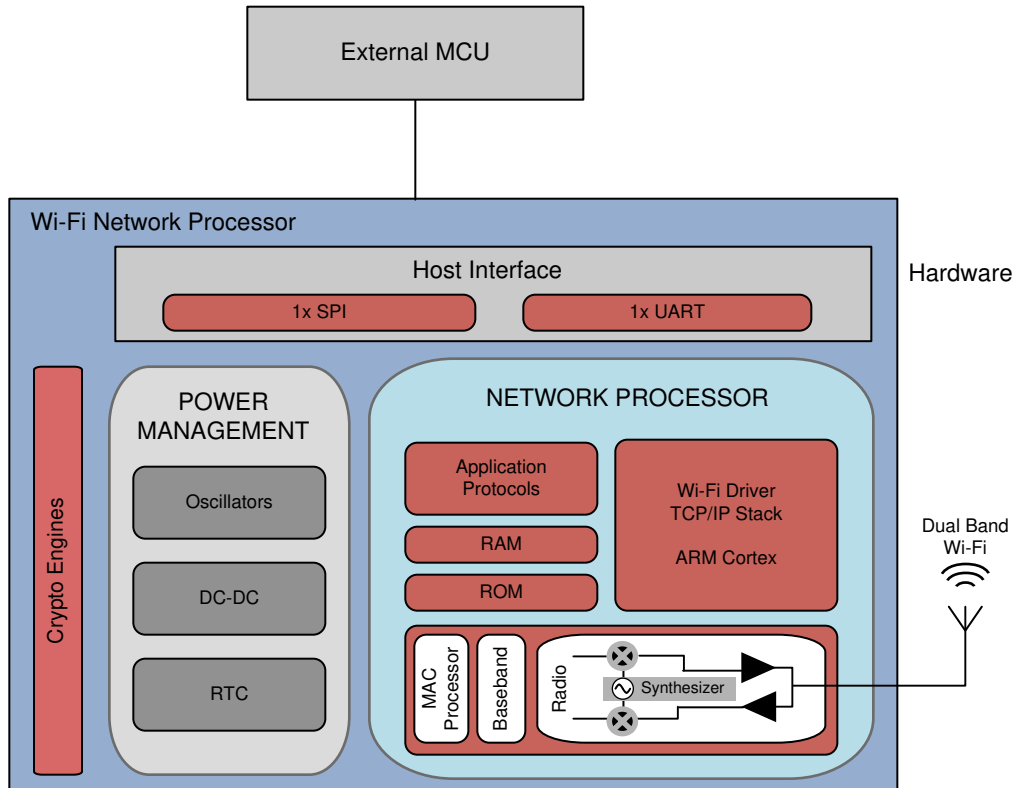 External MCU
Wi-Fi Network Processor
Host Interface
Hardware
1x SPI
1x UART
Crypto Engines
POWER
MANAGEMENT
Oscillators
DC-DC
RTC
NETWORK PROCESSOR
Application
Protocols
RAM
ROM
Wi-Fi Driver
TCP/IP Stack
ARM Cortex
MAC
Processor
Baseband
Radio
Synthesizer
Dual Band
Wi-Fi